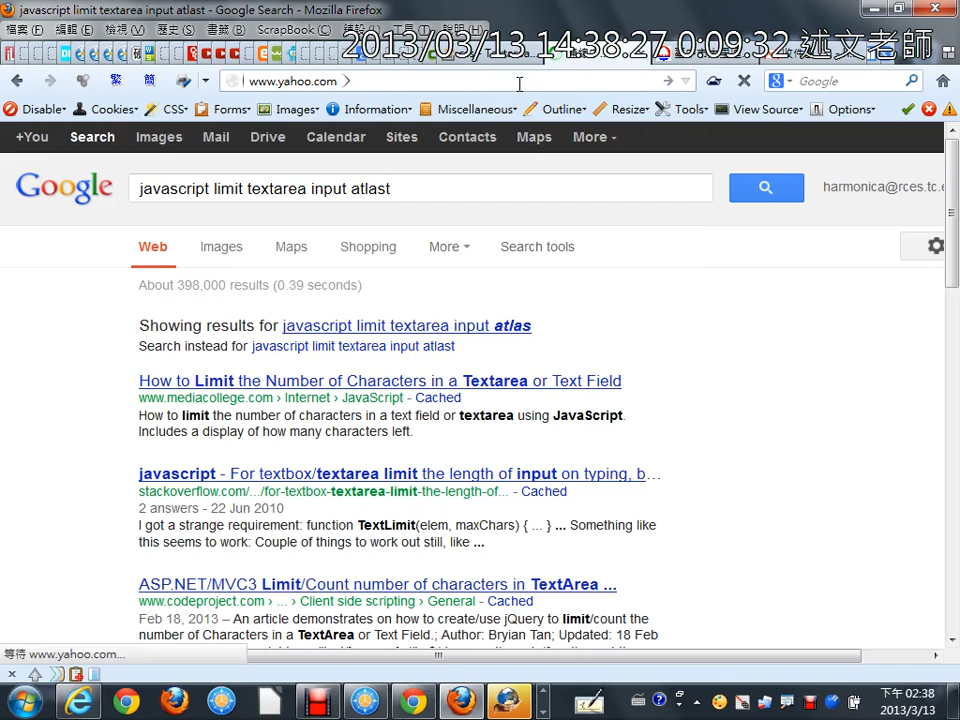 javascript limit textarea input atlast - Google Search - Mozilla Firefox
檔案(F) 編輯(E) 檢視(V) 歷史(S) 書籤(B) ScrapBook(C) 工具(T) 說明(H)
2013/03/13 14:38:27 0:09:32 述文老師
繁 簡 www.yahoo.com Google
Disable Cookies CSS Forms Images Information Miscellaneous Outline Resize Tools View Source Options
+You Search Images Mail Drive Calendar Sites Contacts Maps More
Google javascript limit textarea input atlast harmonica@rces.tc.e
Web Images Maps Shopping More Search tools
About 398,000 results (0.39 seconds)
Showing results for javascript limit textarea input atlas
Search instead for javascript limit textarea input atlast
How to Limit the Number of Characters in a Textarea or Text Field
www.mediacollege.com › Internet › JavaScript - Cached
How to limit the number of characters in a text field or textarea using JavaScript.
Includes a display of how many characters left.
javascript - For textbox/textarea limit the length of input on typing, b...
stackoverflow.com/.../for-textbox-textarea-limit-the-length-of... - Cached
2 answers - 22 Jun 2010
I got a strange requirement: function TextLimit(elem, maxChars) { ... } ... Something like
this seems to work: Couple of things to work out still, like ...
ASP.NET/MVC3 Limit/Count number of characters in TextArea ...
www.codeproject.com › ... › Client side scripting › General - Cached
Feb 18, 2013 – An article demonstrates on how to create/use jQuery to limit/count the
number of Characters in a TextArea or Text Field.; Author: Bryian Tan; Updated: 18 Feb
等待 www.yahoo.com...
下午 02:38
2013/3/13